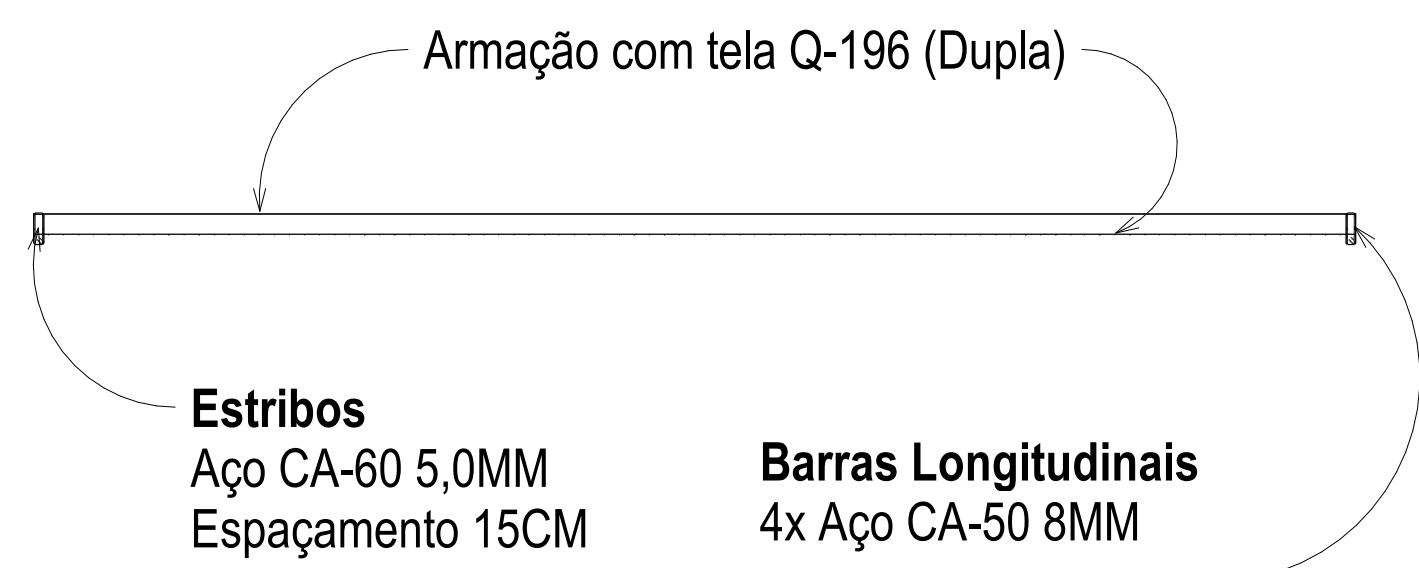 Armação com tela Q-196 (Dupla)
Estribos
Aço CA-60 5,0MM
Espaçamento 15CM
Barras Longitudinais
4x Aço CA-50 8MM